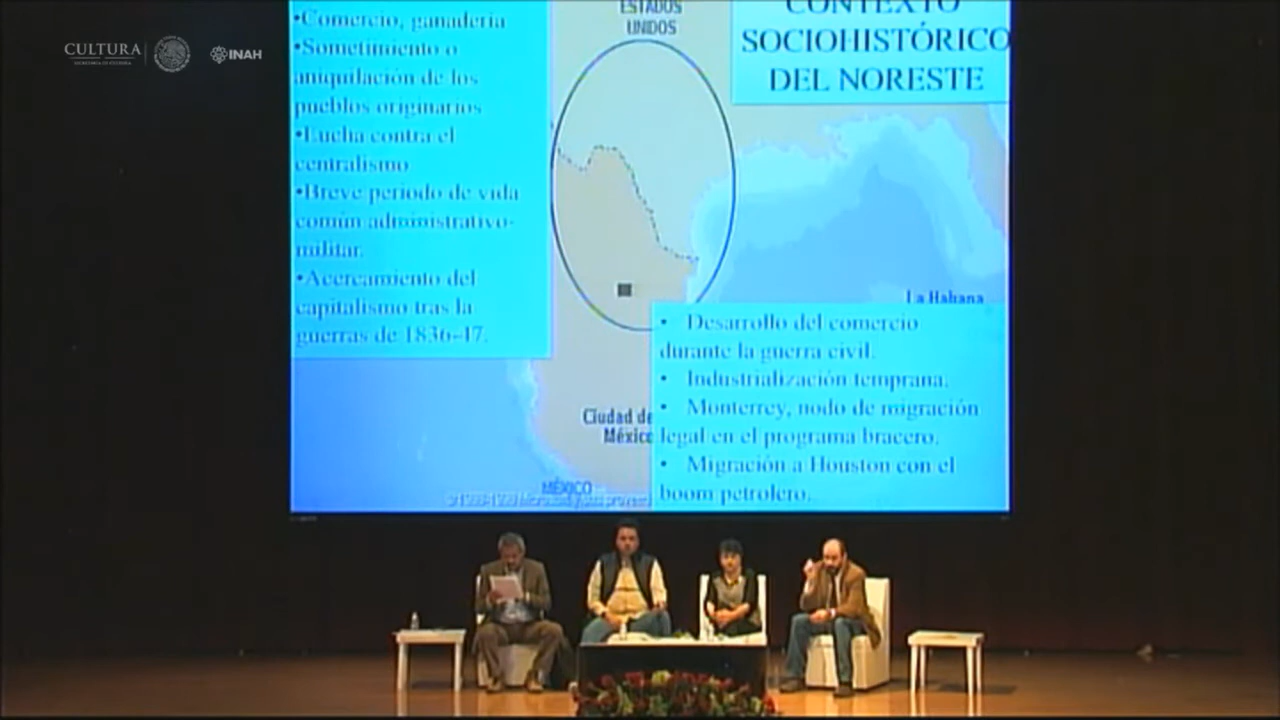 CULTURA
SECRETARÍA DE CULTURA
INAH
•Comercio, ganadería
•Sometimiento o
aniquilación de los
pueblos originarios
•Lucha contra el
centralismo
•Breve periodo de vida
común administrativo-
militar.
•Acercamiento del
capitalismo tras la
guerras de 1836-47.
ESTADOS
UNIDOS
CONTEXTO
SOCIOHISTÓRICO
DEL NORESTE
La Habana
Ciudad de
México
MÉXICO
• Desarrollo del comercio
durante la guerra civil.
• Industrialización temprana.
• Monterrey, nodo de migración
legal en el programa bracero.
• Migración a Houston con el
boom petrolero.